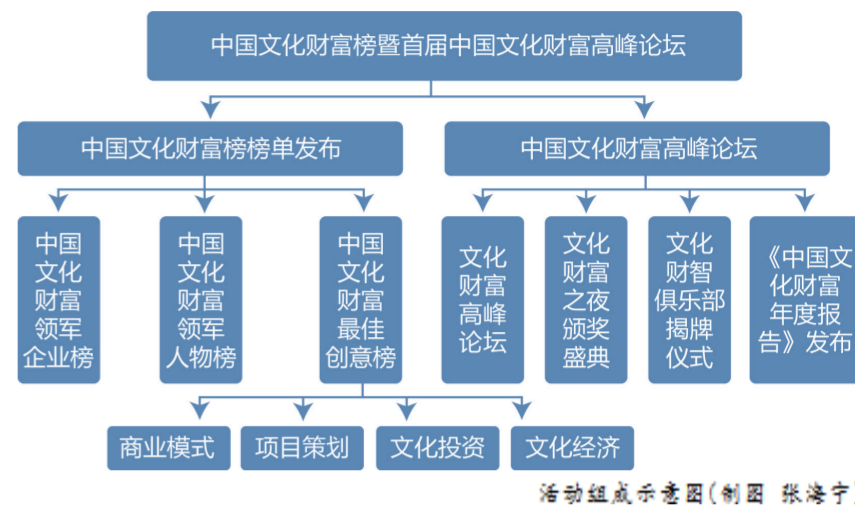 中国文化财富榜暨首届中国文化财富高峰论坛
中国文化财富榜榜单发布
中国文化财富高峰论坛
中国
文化
财富
领军
企业榜
中国
文化
财富
领军
人物榜
中国
文化
财富
最佳
创意榜
文化
财富
高峰
论坛
文化
财富
之夜
颁奖
盛典
文化
财智
俱乐部
揭牌
仪式
《中国文
化财富
年度报
告》发布
商业模式
项目策划
文化投资
文化经济
活动组成示意图(制图 张海宁)